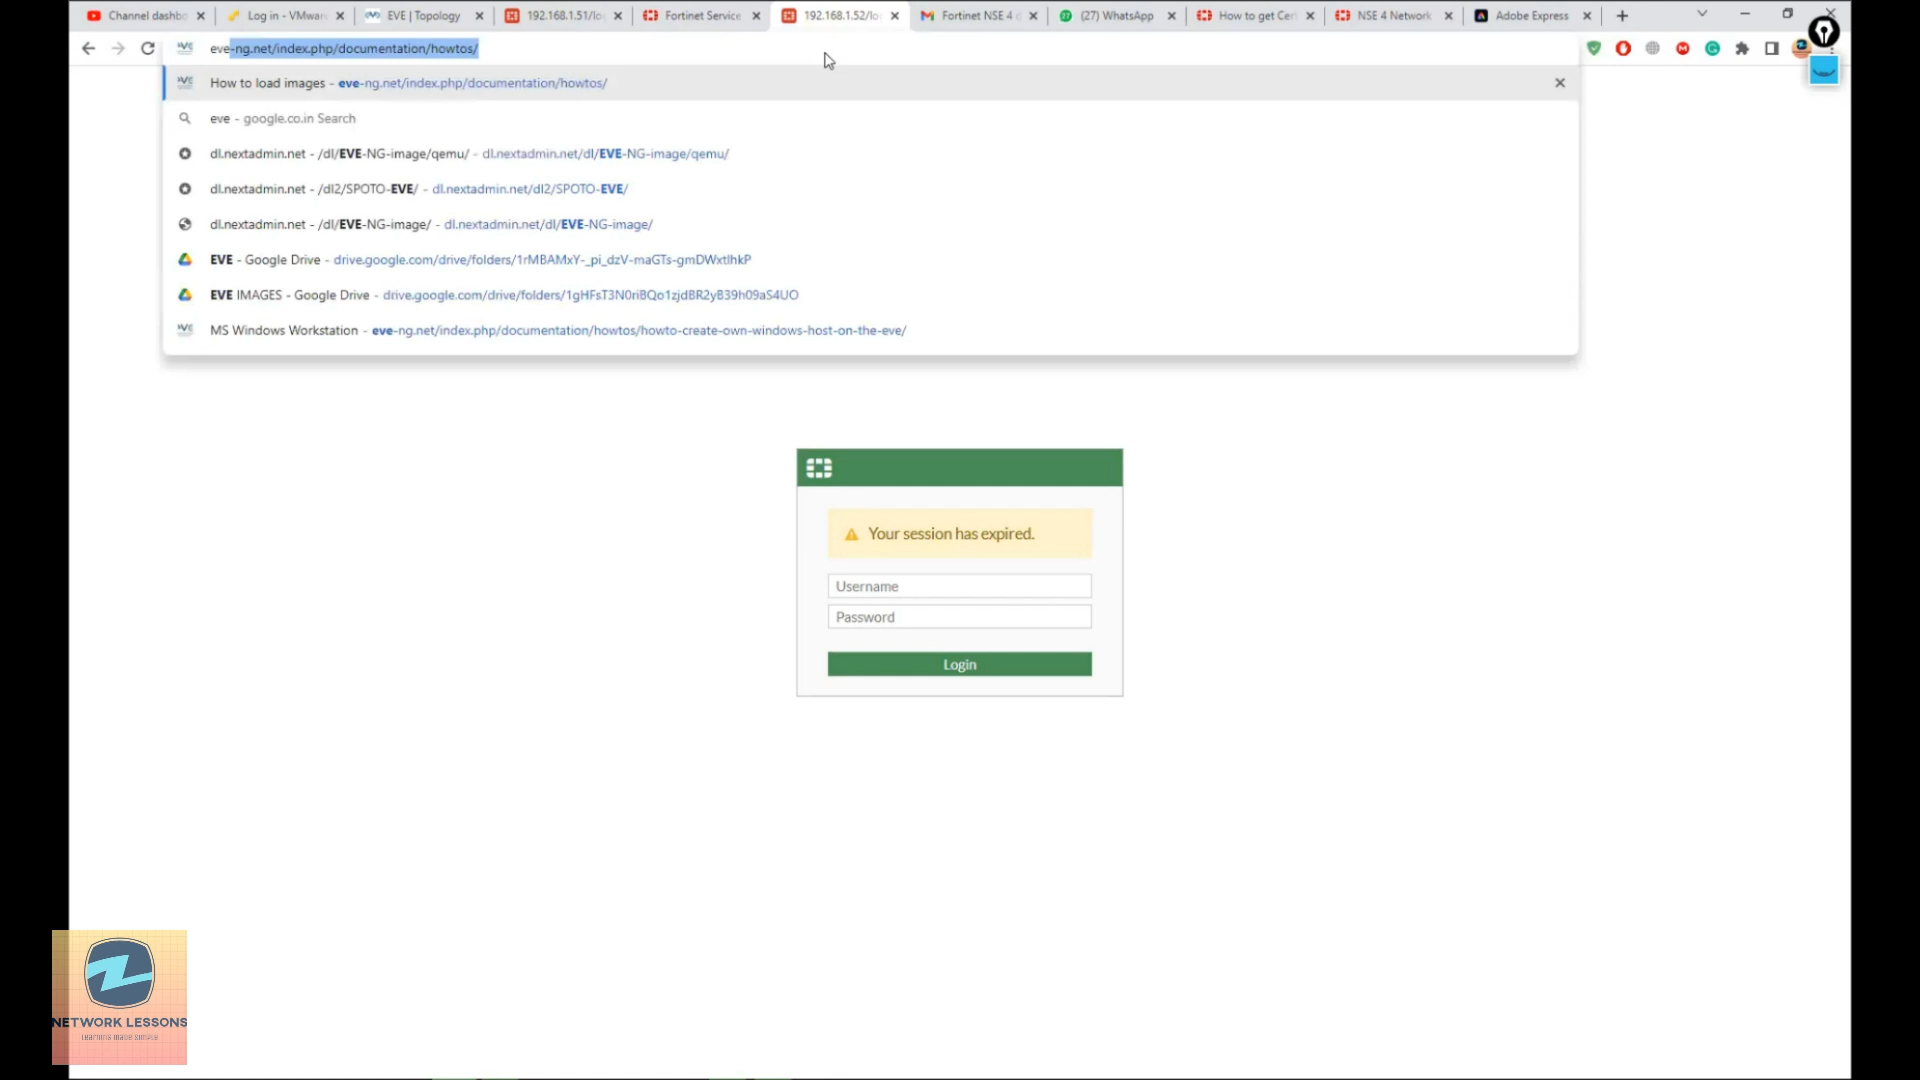 Channel dashbo
Log in - VMwar
EVE | Topology
192.168.1.51/lo
Fortinet Service
192.168.1.52/lo
Fortinet NSE 4
(27) WhatsApp
How to get Cer
NSE 4 Network
Adobe Express
eve-ng.net/index.php/documentation/howtos/
How to load images - eve-ng.net/index.php/documentation/howtos/
eve - google.co.in Search
dl.nextadmin.net - /dl/EVE-NG-image/qemu/ - dl.nextadmin.net/dl/EVE-NG-image/qemu/
dl.nextadmin.net - /dl2/SPOTO-EVE/ - dl.nextadmin.net/dl2/SPOTO-EVE/
dl.nextadmin.net - /dl/EVE-NG-image/ - dl.nextadmin.net/dl/EVE-NG-image/
EVE - Google Drive - drive.google.com/drive/folders/1rMBAMxY-_pi_dzV-maGTs-gmDWxtlhkP
EVE IMAGES - Google Drive - drive.google.com/drive/folders/1gHFsT3N0riBQo1zjdBR2yB39h09aS4UO
MS Windows Workstation - eve-ng.net/index.php/documentation/howtos/howto-create-own-windows-host-on-the-eve/
Your session has expired.
Username
Password
Login
NETWORK LESSONS
Learning Made Simple